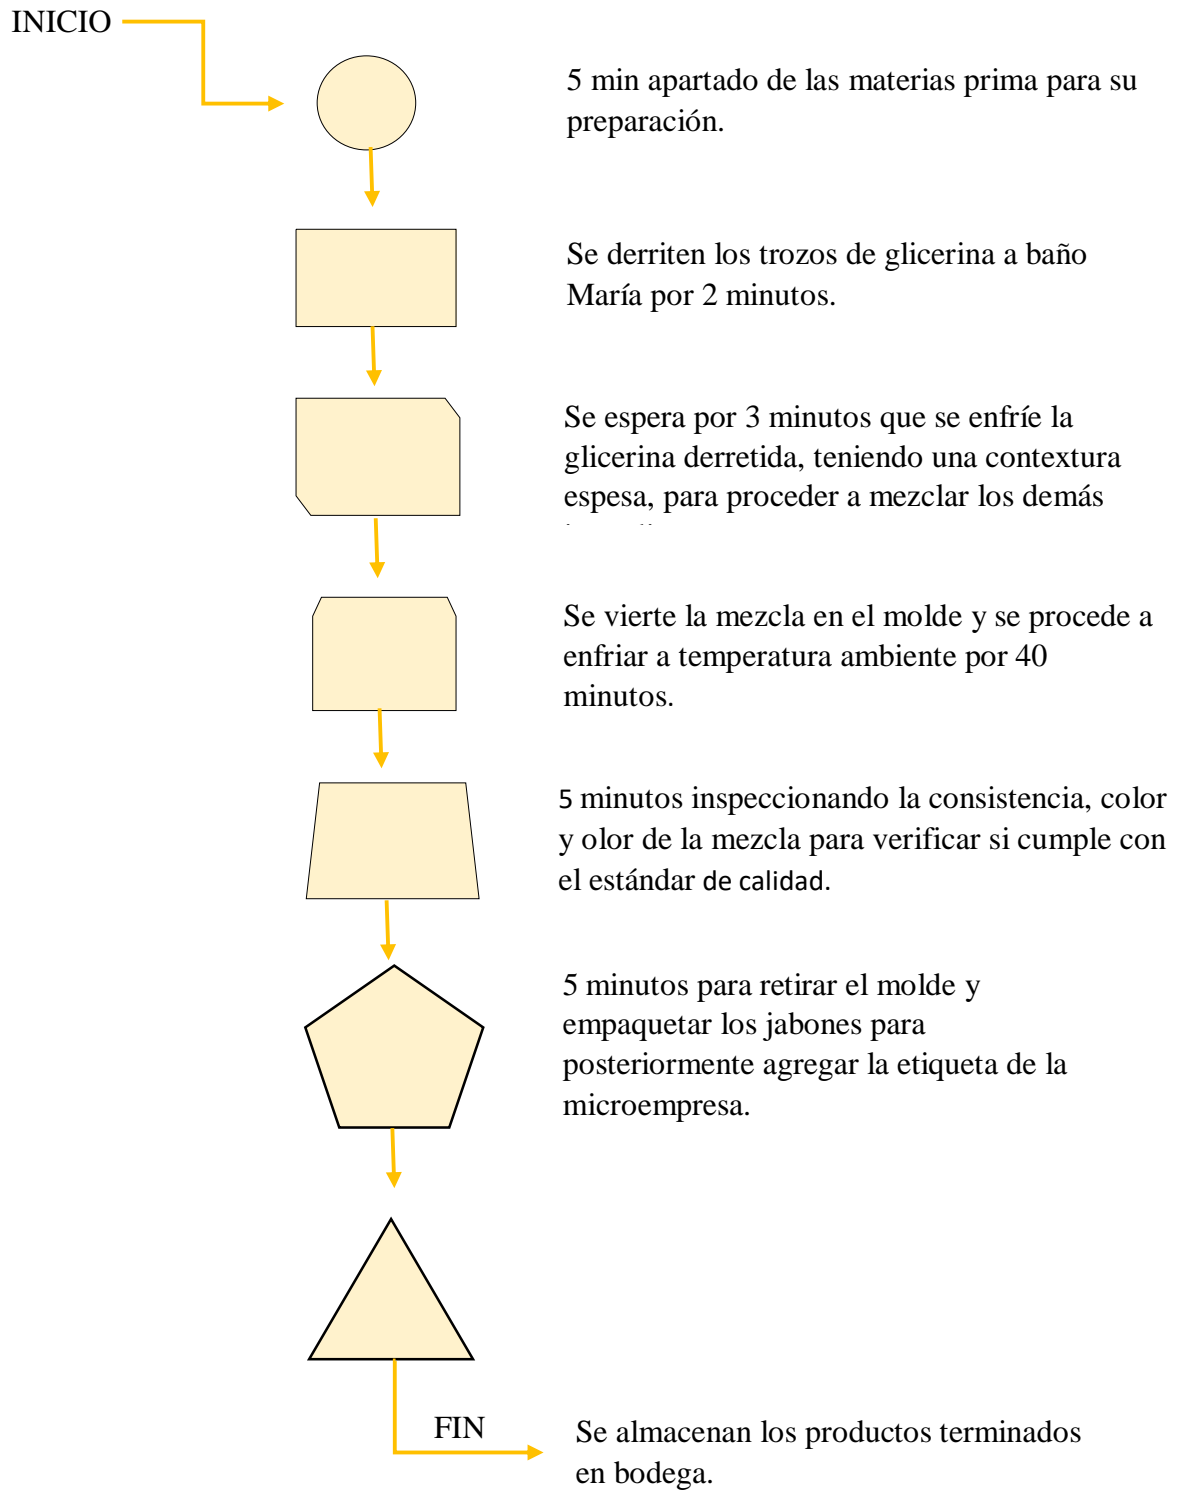 INICIO
5 min apartado de las materias prima para su
preparación.
Se derriten los trozos de glicerina a baño
María por 2 minutos.
Se espera por 3 minutos que se enfríe la
glicerina derretida, teniendo una contextura
espesa, para proceder a mezclar los demás
Se vierte la mezcla en el molde y se procede a
enfriar a temperatura ambiente por 40
minutos.
5 minutos inspeccionando la consistencia, color
y olor de la mezcla para verificar si cumple con
el estándar de calidad.
5 minutos para retirar el molde y
empaquetar los jabones para
posteriormente agregar la etiqueta de la
microempresa.
FIN
Se almacenan los productos terminados
en bodega.